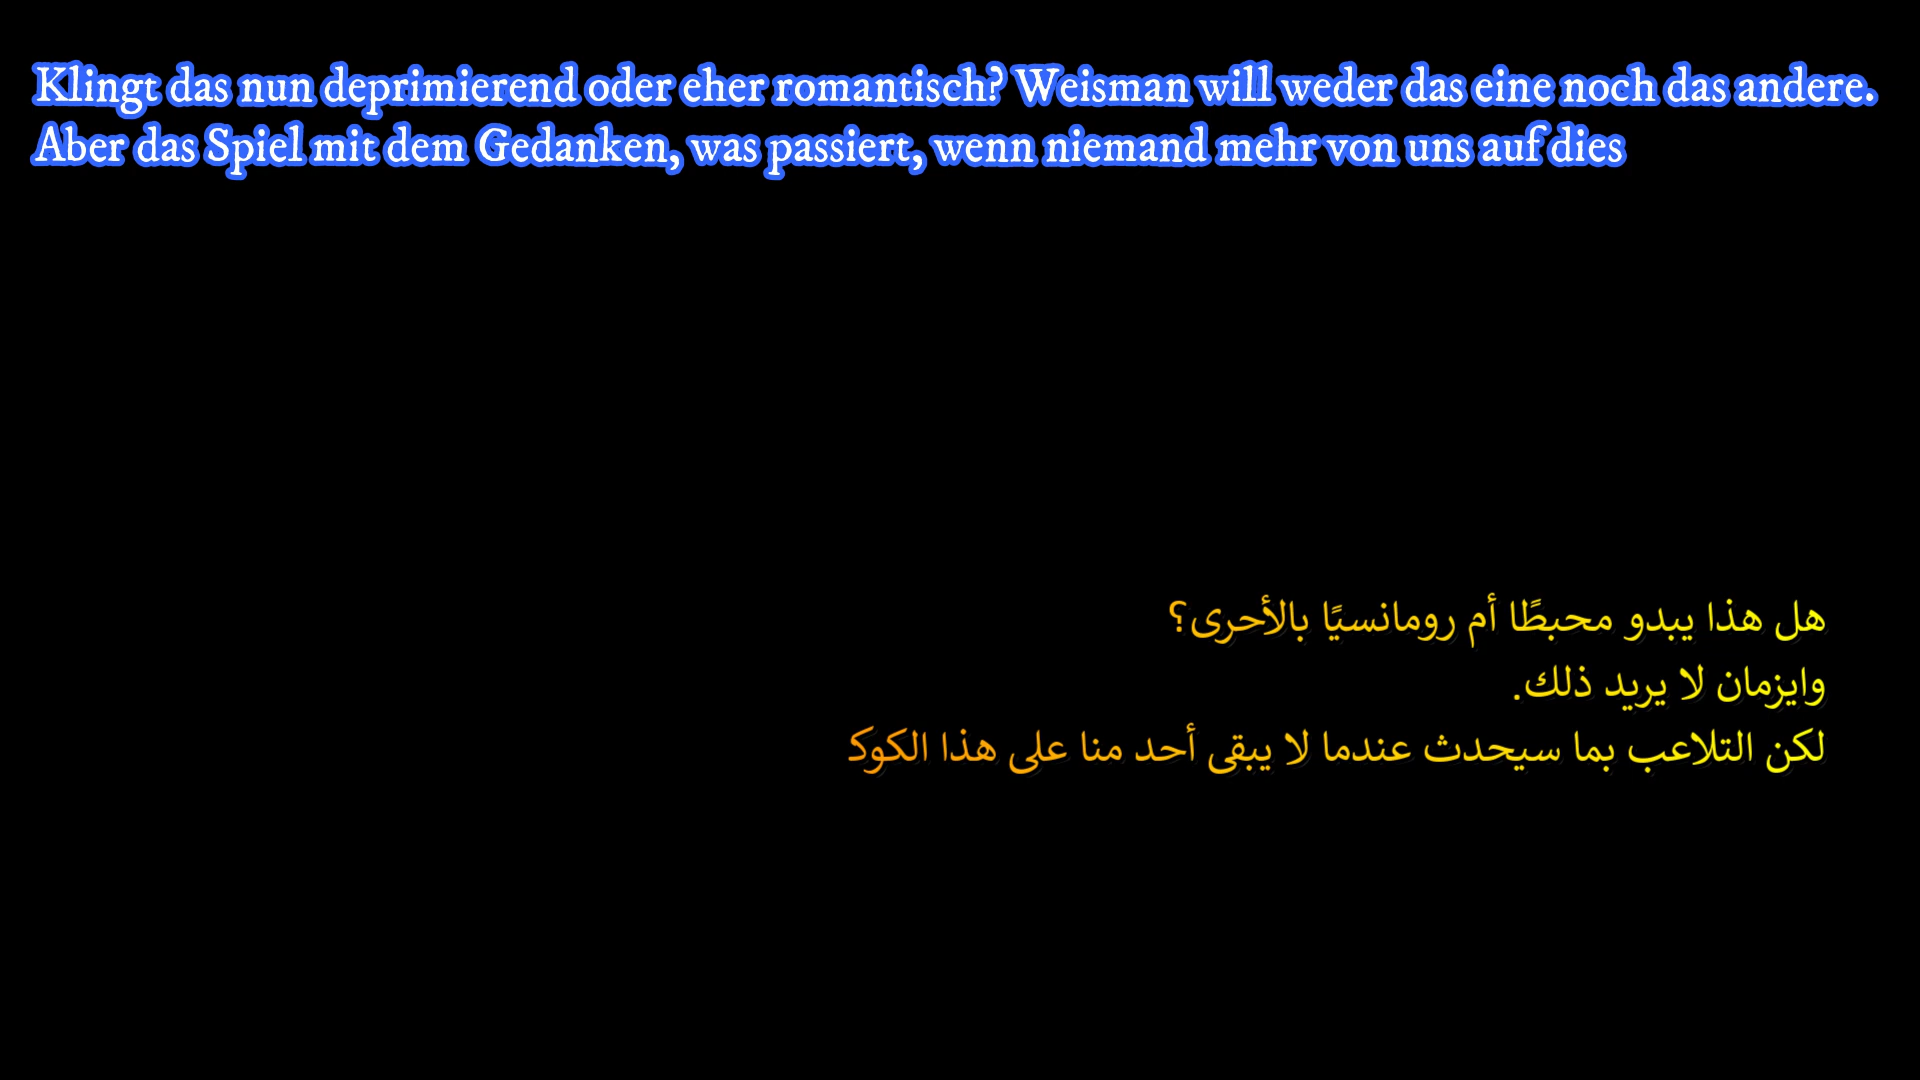 Klingt das nun deprimierend oder eher romantisch? Weisman will weder das eine noch das andere.
Aber das Spiel mit dem Gedanken, was passiert, wenn niemand mehr von uns auf dies
هل هذا يبدو محبطًا أم رومانسيًا بالأحرى؟
وايزمان لا يريد ذلك.
لكن التلاعب بما سيحدث عندما لا يبقى أحد منا على هذا الكوك